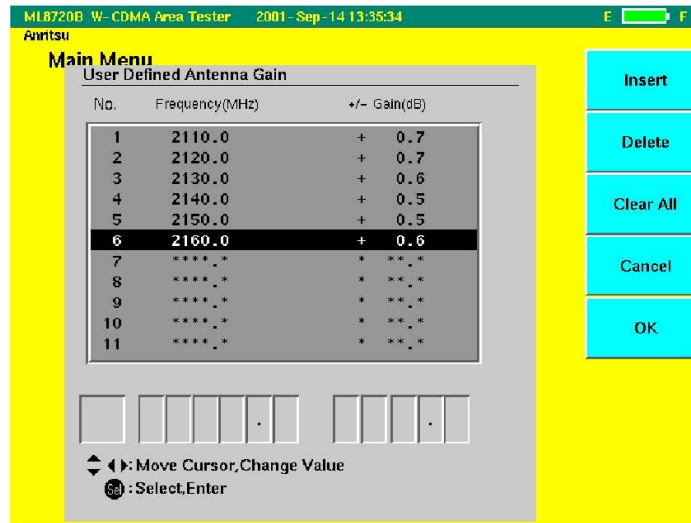 ML8720B W-CDMA Area Tester 2001-Sep-14 13:35:34 E F
Anritsu
Main Menu
User Defined Antenna Gain
No. Frequency(MHz) +/- Gain(dB)
1 2110.0 + 0.7
2 2120.0 + 0.7
3 2130.0 + 0.6
4 2140.0 + 0.5
5 2150.0 + 0.5
6 2160.0 + 0.6
7 ****.* * **.*
8 ****.* * **.*
9 ****.* * **.*
10 ****.* * **.*
11 ****.* * **.*
. .
: Move Cursor,Change Value
Sel : Select,Enter
Insert
Delete
Clear All
Cancel
OK